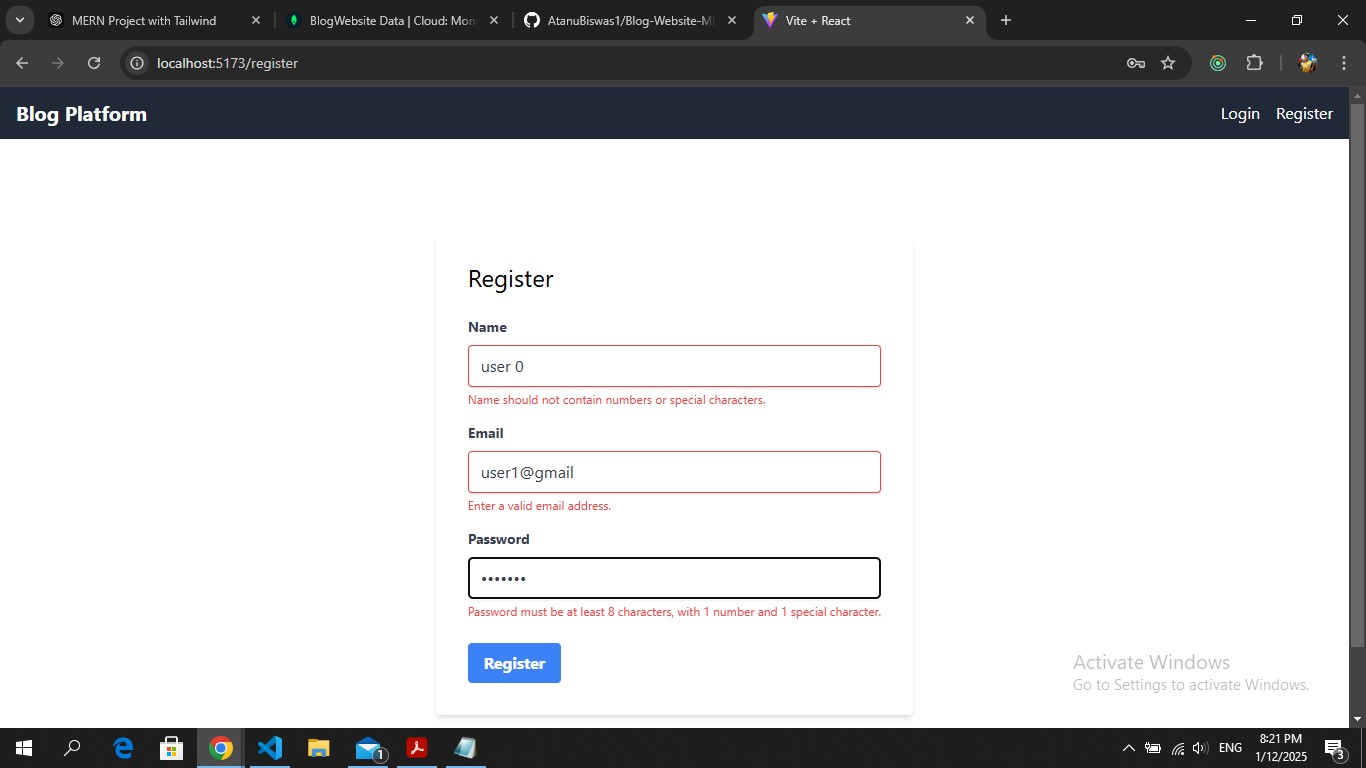 MERN Project with Tailwind
BlogWebsite Data | Cloud: Mon
AtanuBiswas1/Blog-Website-M
Vite + React
localhost:5173/register
Blog Platform
Login Register
Register
Name
user 0
Name should not contain numbers or special characters.
Email
user1@gmail
Enter a valid email address.
Password
•••••••
Password must be at least 8 characters, with 1 number and 1 special character.
Register
Activate Windows
Go to Settings to activate Windows.
1
ENG
8:21 PM
1/12/2025
3